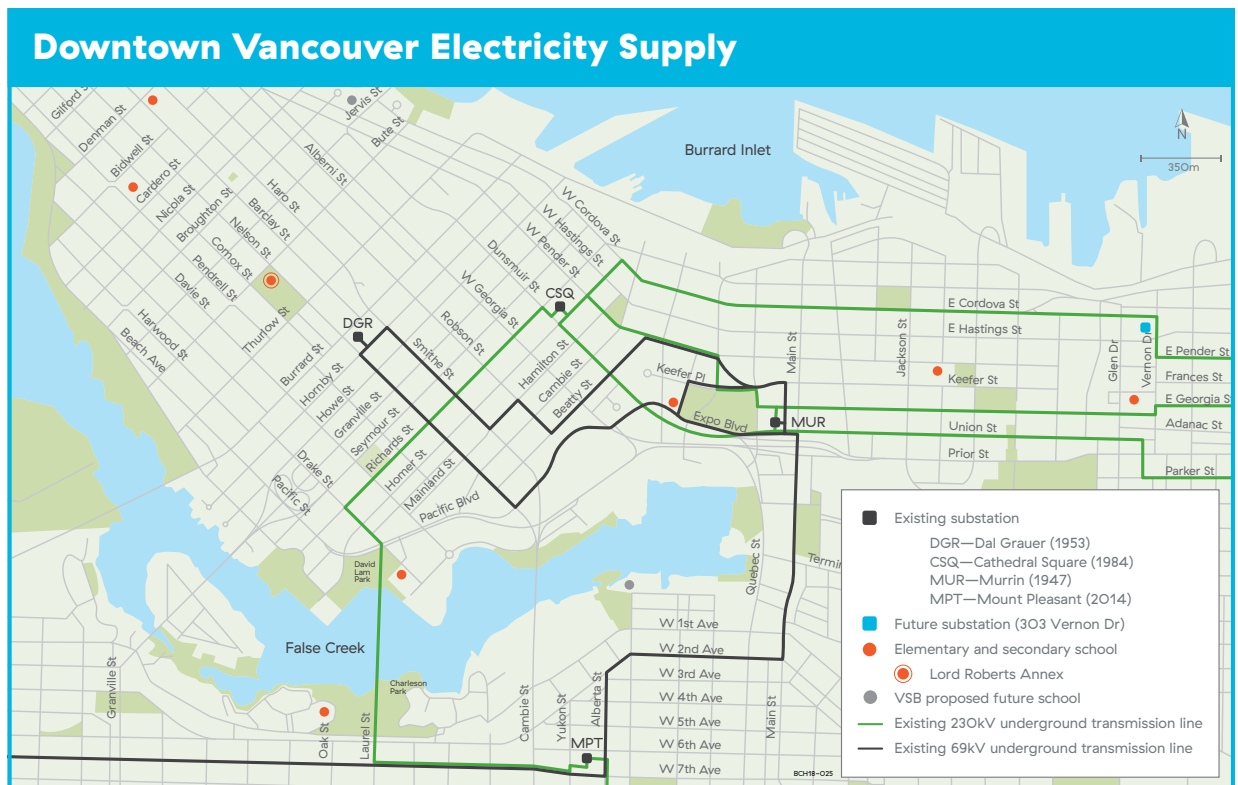 Downtown Vancouver Electricity Supply
Gilford S
Denman St
Bidwell St
Cardero St
Nicola St
Broughton St
Jervis St
Bute St
Alberni St
Haro St
Barclay St
Nelson St
Comox St
Pendrell St
Davie St
Harwood St
Beach Ave
Thurlow St
Burrard St
Hornby St
Howe St
Granville St
Seymour St
Richards St
Homer St
Mainland St
Pacific Blvd
Drake St
Pacific St
DGR
Smithe St
Robson St
W Georgia St
Dunsmuir St
W Pender St
W Hastings St
W Cordova St
CSQ
Hamilton St
Cambie St
Beatty St
Burrard Inlet
N
350m
Keefer Pl
Expo Blvd
MUR
Main St
Jackson St
Glen Dr
Vernon Dr
E Cordova St
E Hastings St
E Pender St
Frances St
Keefer St
E Georgia S
Adanac St
Union St
Prior St
Parker St
Quebec St
Termin
David
Lam
Park
False Creek
Charleson
Park
Granville St
Oak St
Laurel St
Cambie St
Yukon St
Alberta St
MPT
Main St
W 1st Ave
W 2nd Ave
W 3rd Ave
W 4th Ave
W 5th Ave
W 6th Ave
W 7th Ave
BCH18-025
Existing substation
DGR—Dal Grauer (1953)
CSQ—Cathedral Square (1984)
MUR—Murrin (1947)
MPT—Mount Pleasant (2014)
Future substation (303 Vernon Dr)
Elementary and secondary school
Lord Roberts Annex
VSB proposed future school
Existing 230kV underground transmission line
Existing 69kV underground transmission line